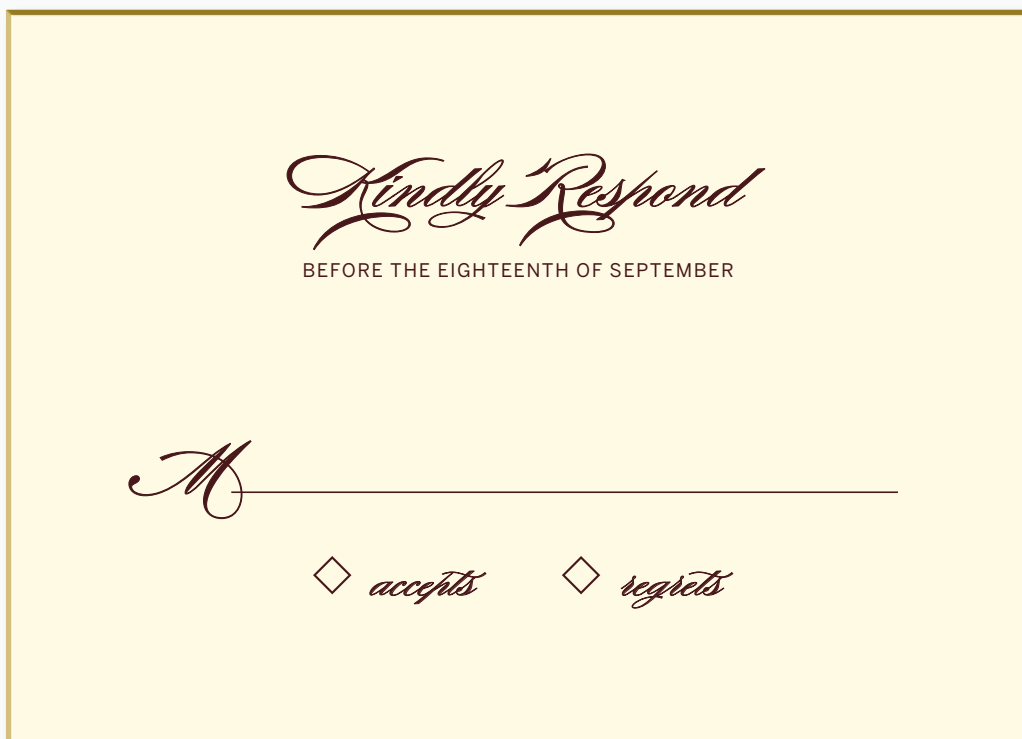 Kindly Respond
BEFORE THE EIGHTEENTH OF SEPTEMBER
M
accepts regrets